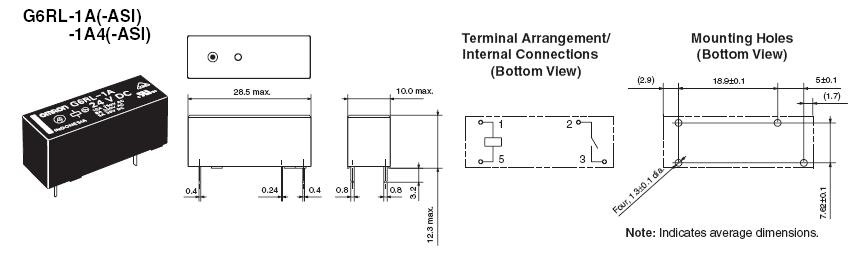 G6RL-1A(-ASI)
-1A4(-ASI)
OMRON
G6RL-1A
24 V DC
INDONESIA
28.5 max.
10.0 max.
0.4
0.24
0.4
0.8
0.8
3.2
12.3 max.
Terminal Arrangement/
Internal Connections
(Bottom View)
1
2
5
3
Mounting Holes
(Bottom View)
(2.9)
18.9±0.1
5±0.1
(1.7)
7.62±0.1
Four, 1.3±0.1 dia.
Note: Indicates average dimensions.